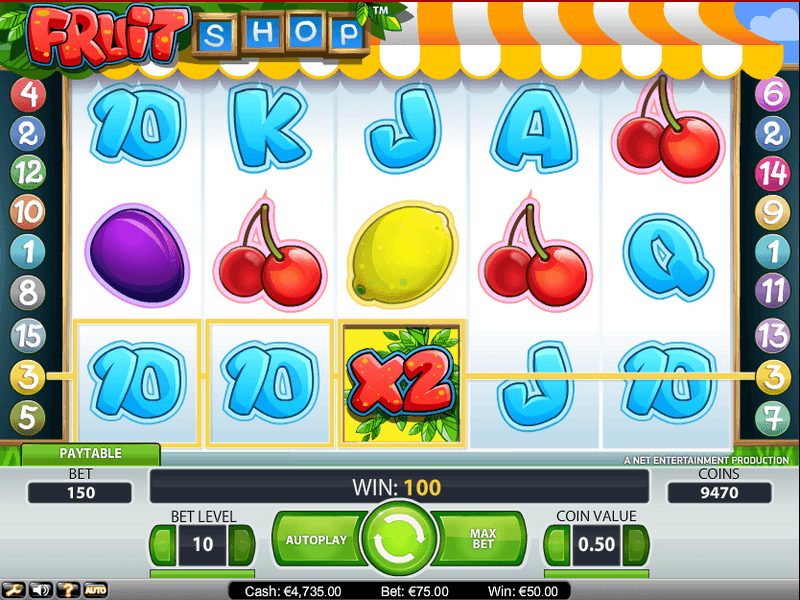 FRUIT SHOP™
4 10 K J A 6
2 2
12 14
10 9
1 Q 1
8 11
15 13
3 10 10 X2 J 10 3
5 7
PAYTABLE
A NET ENTERTAINMENT PRODUCTION
BET COINS
150 WIN: 100 9470
BET LEVEL COIN VALUE
10 AUTOPLAY MAX BET 0.50
AUTO Cash: €4,735.00 Bet: €75.00 Win: €50.00